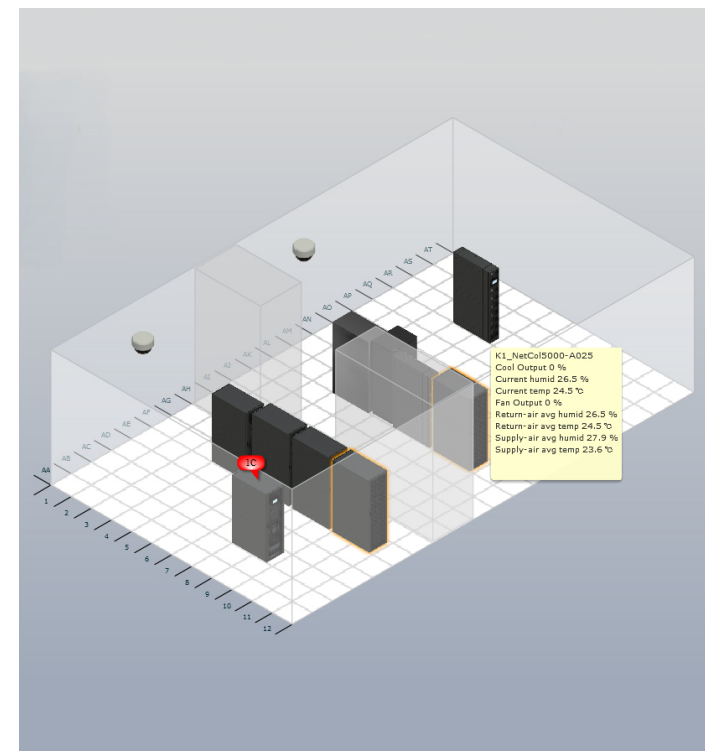 AT
AS
AR
AQ
AP
AO
AN
AM
AL
AK
AJ
AI
AH
AG
AF
AE
AD
AC
AB
AA
1
2
3
4
5
6
7
8
9
10
11
12
1C
K1_NetCol5000-A025
Cool Output 0 %
Current humid 26.5 %
Current temp 24.5 ℃
Fan Output 0 %
Return-air avg humid 26.5 %
Return-air avg temp 24.5 ℃
Supply-air avg humid 27.9 %
Supply-air avg temp 23.6 ℃